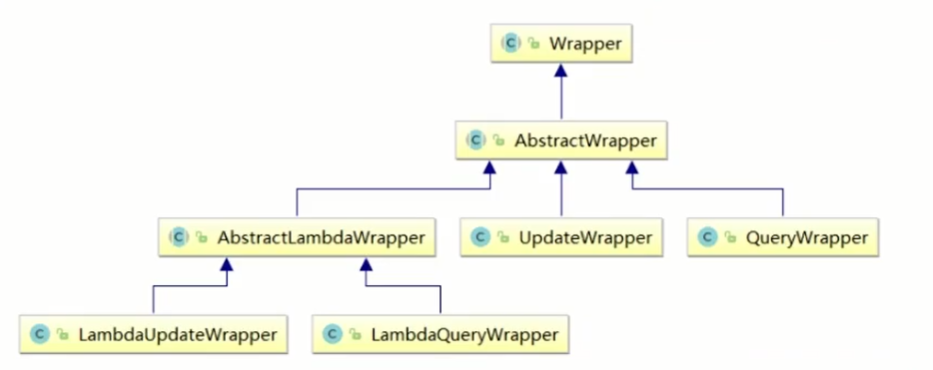 C Wrapper
C AbstractWrapper
C AbstractLambdaWrapper
C UpdateWrapper
C QueryWrapper
C LambdaUpdateWrapper
C LambdaQueryWrapper